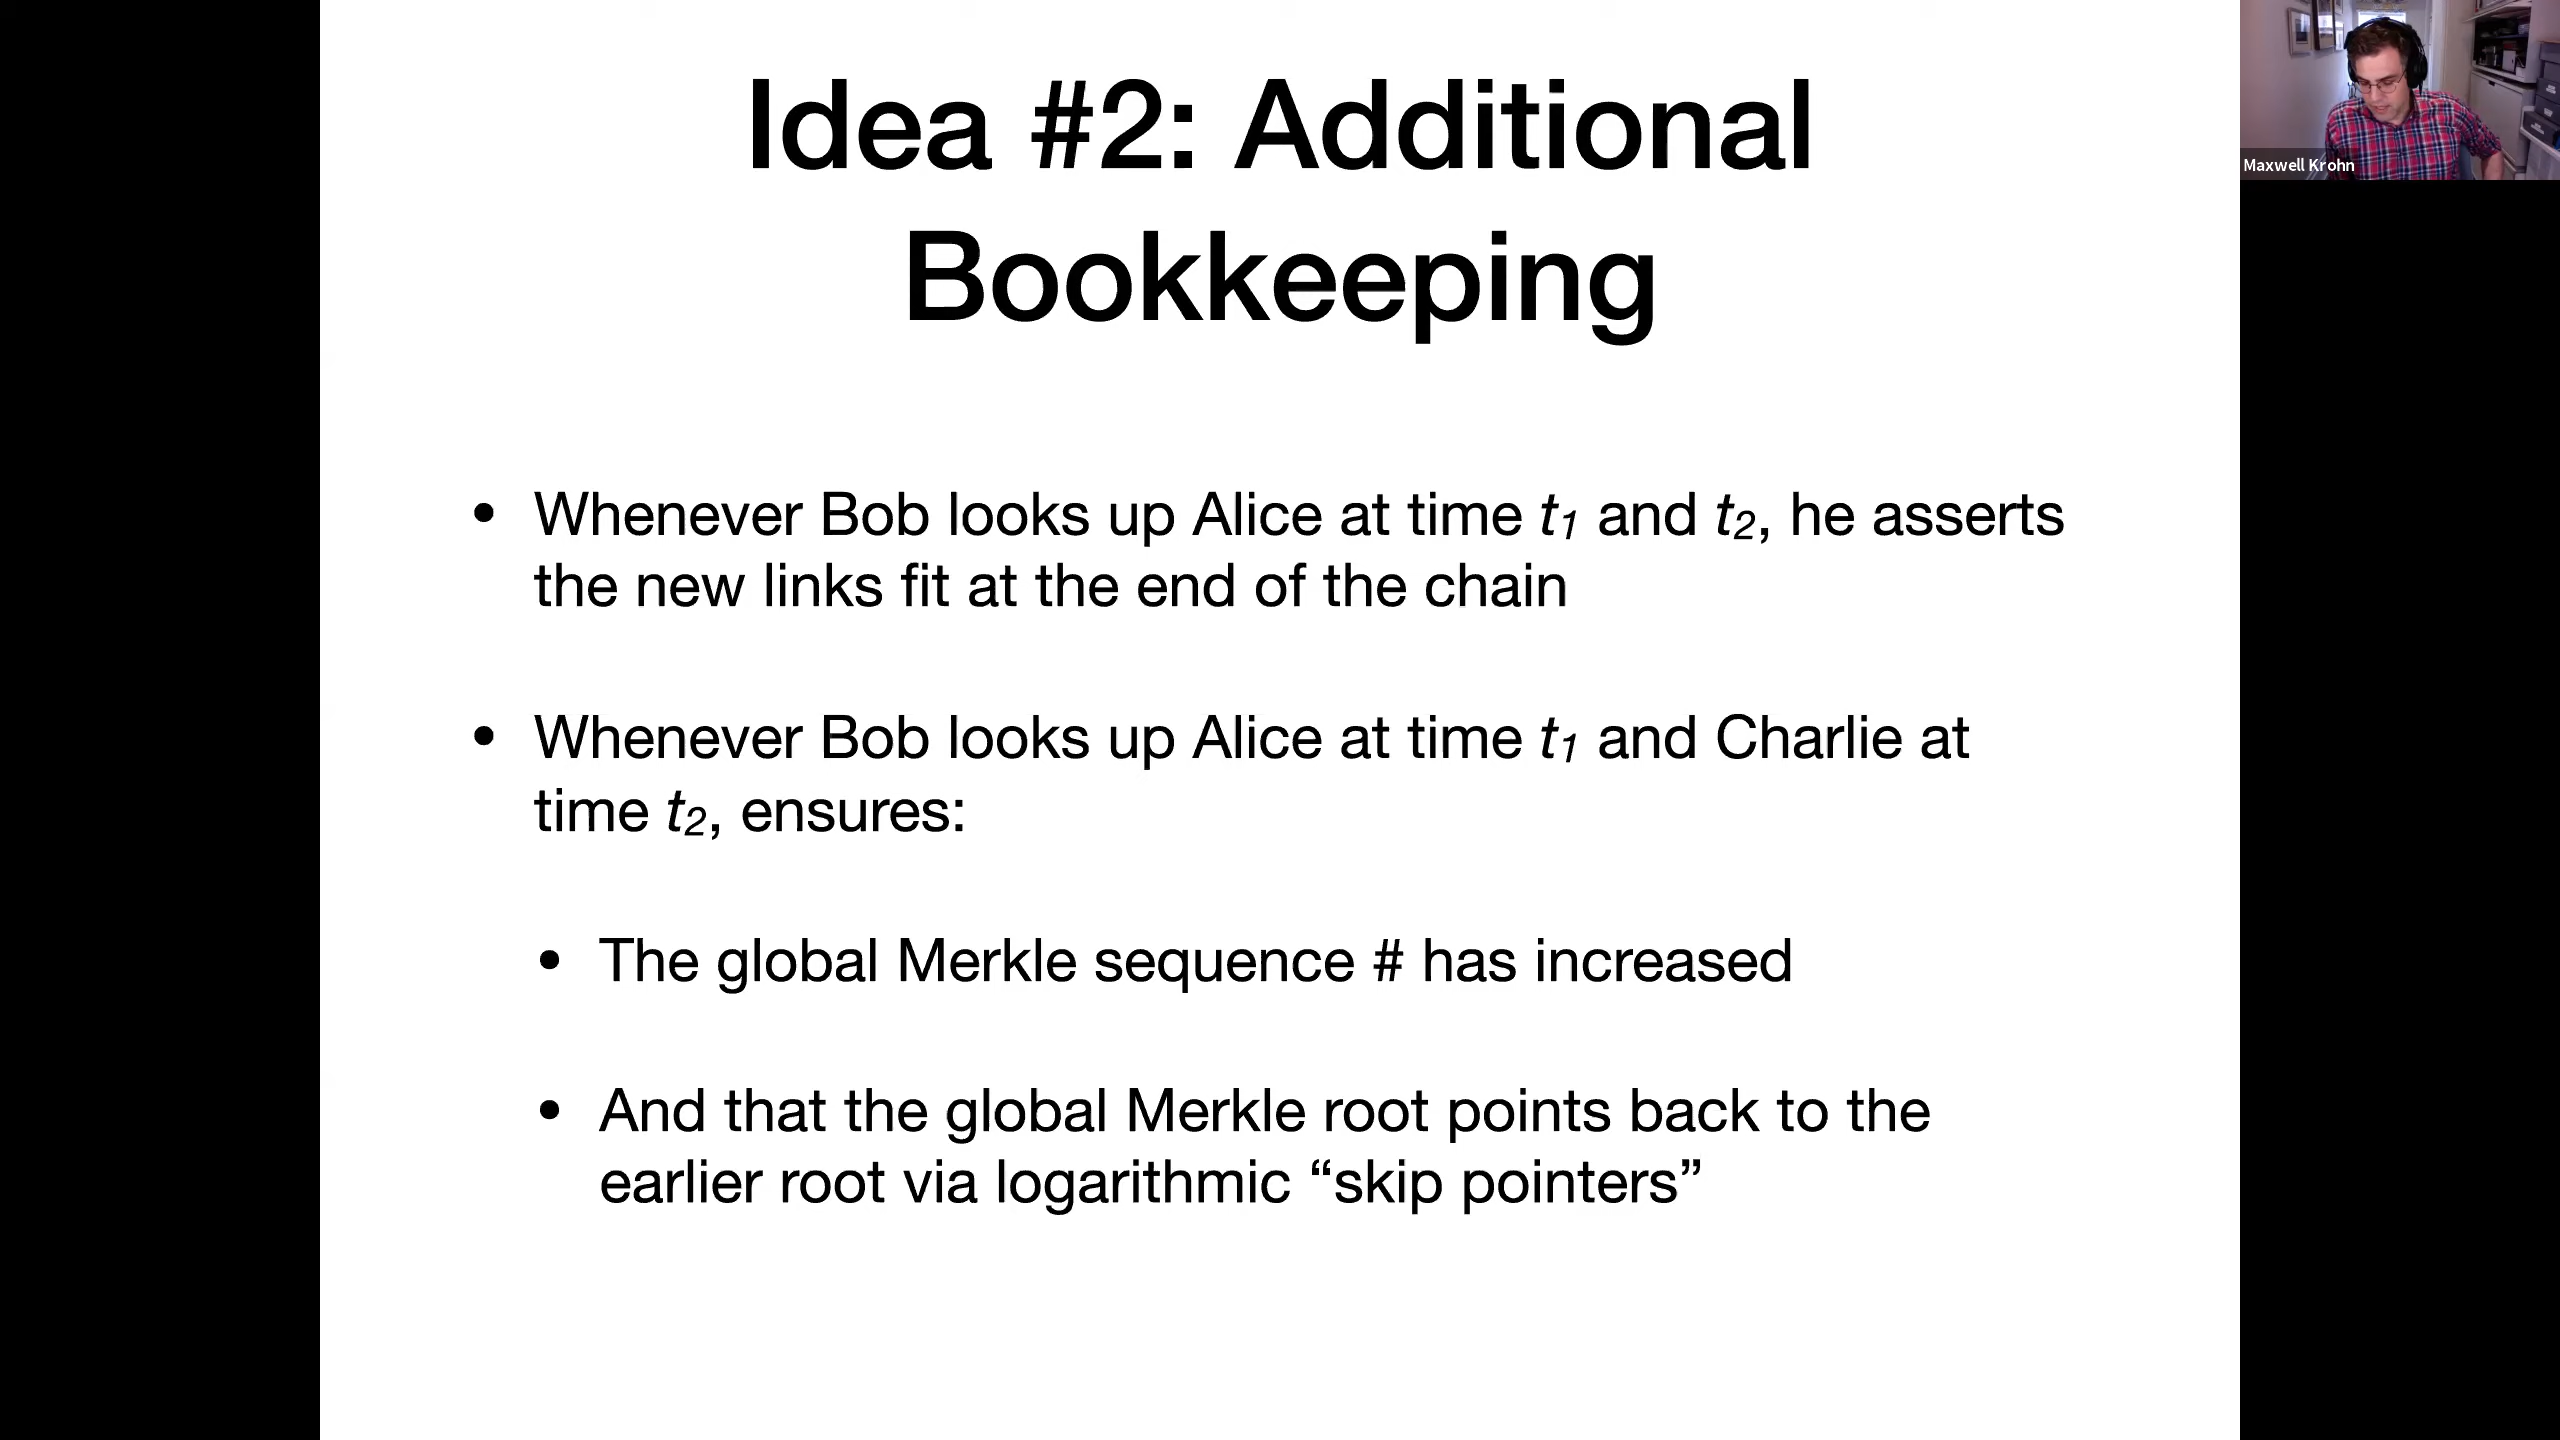 Idea #2: Additional
Bookkeeping
Maxwell Krohn
• Whenever Bob looks up Alice at time t1 and t2, he asserts
the new links fit at the end of the chain
• Whenever Bob looks up Alice at time t1 and Charlie at
time t2, ensures:
• The global Merkle sequence # has increased
• And that the global Merkle root points back to the
earlier root via logarithmic “skip pointers”